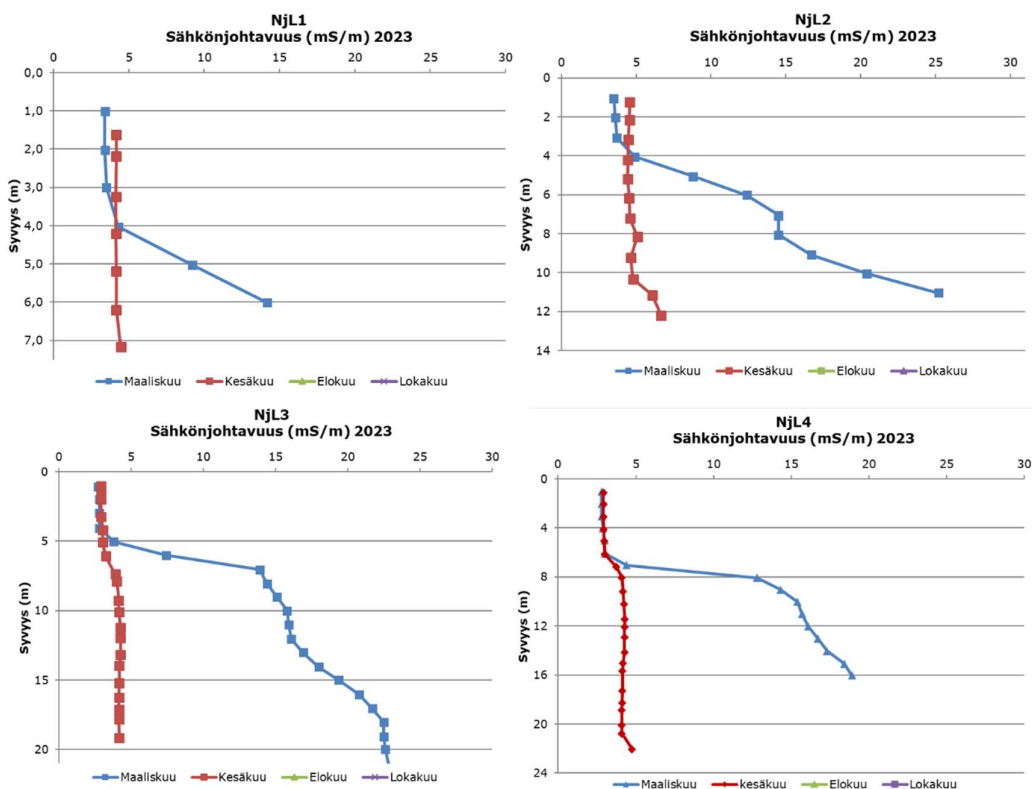 NjL1
Sähkönjohtavuus (mS/m) 2023
0 5 10 15 20 25 30
0,0
1,0
2,0
3,0
4,0
5,0
6,0
7,0
Syvyys (m)
Maaliskuu Kesäkuu Elokuu Lokakuu
NjL2
Sähkönjohtavuus (mS/m) 2023
0 5 10 15 20 25 30
0
2
4
6
8
10
12
14
Syvyys (m)
Maaliskuu Kesäkuu Elokuu Lokakuu
NjL3
Sähkönjohtavuus (mS/m) 2023
0 5 10 15 20 25 30
0
5
10
15
20
Syvyys (m)
Maaliskuu Kesäkuu Elokuu Lokakuu
NjL4
Sähkönjohtavuus (mS/m) 2023
0 5 10 15 20 25 30
0
4
8
12
16
20
24
Syvyys (m)
Maaliskuu kesäkuu Elokuu Lokakuu